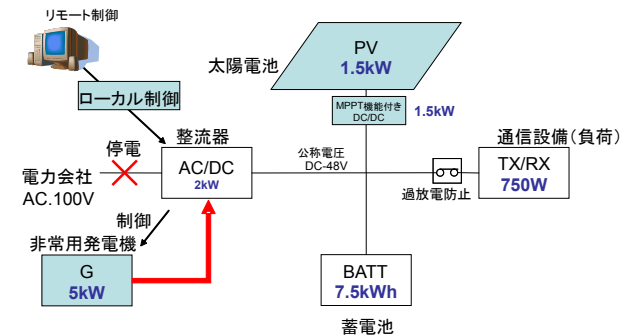 リモート制御
ローカル制御
太陽電池
PV
1.5kW
MPPT機能付き
DC/DC
1.5kW
停電
整流器
電力会社
AC.100V
AC/DC
2kW
公称電圧
DC-48V
過放電防止
通信設備(負荷)
TX/RX
750W
制御
非常用発電機
G
5kW
BATT
7.5kWh
蓄電池